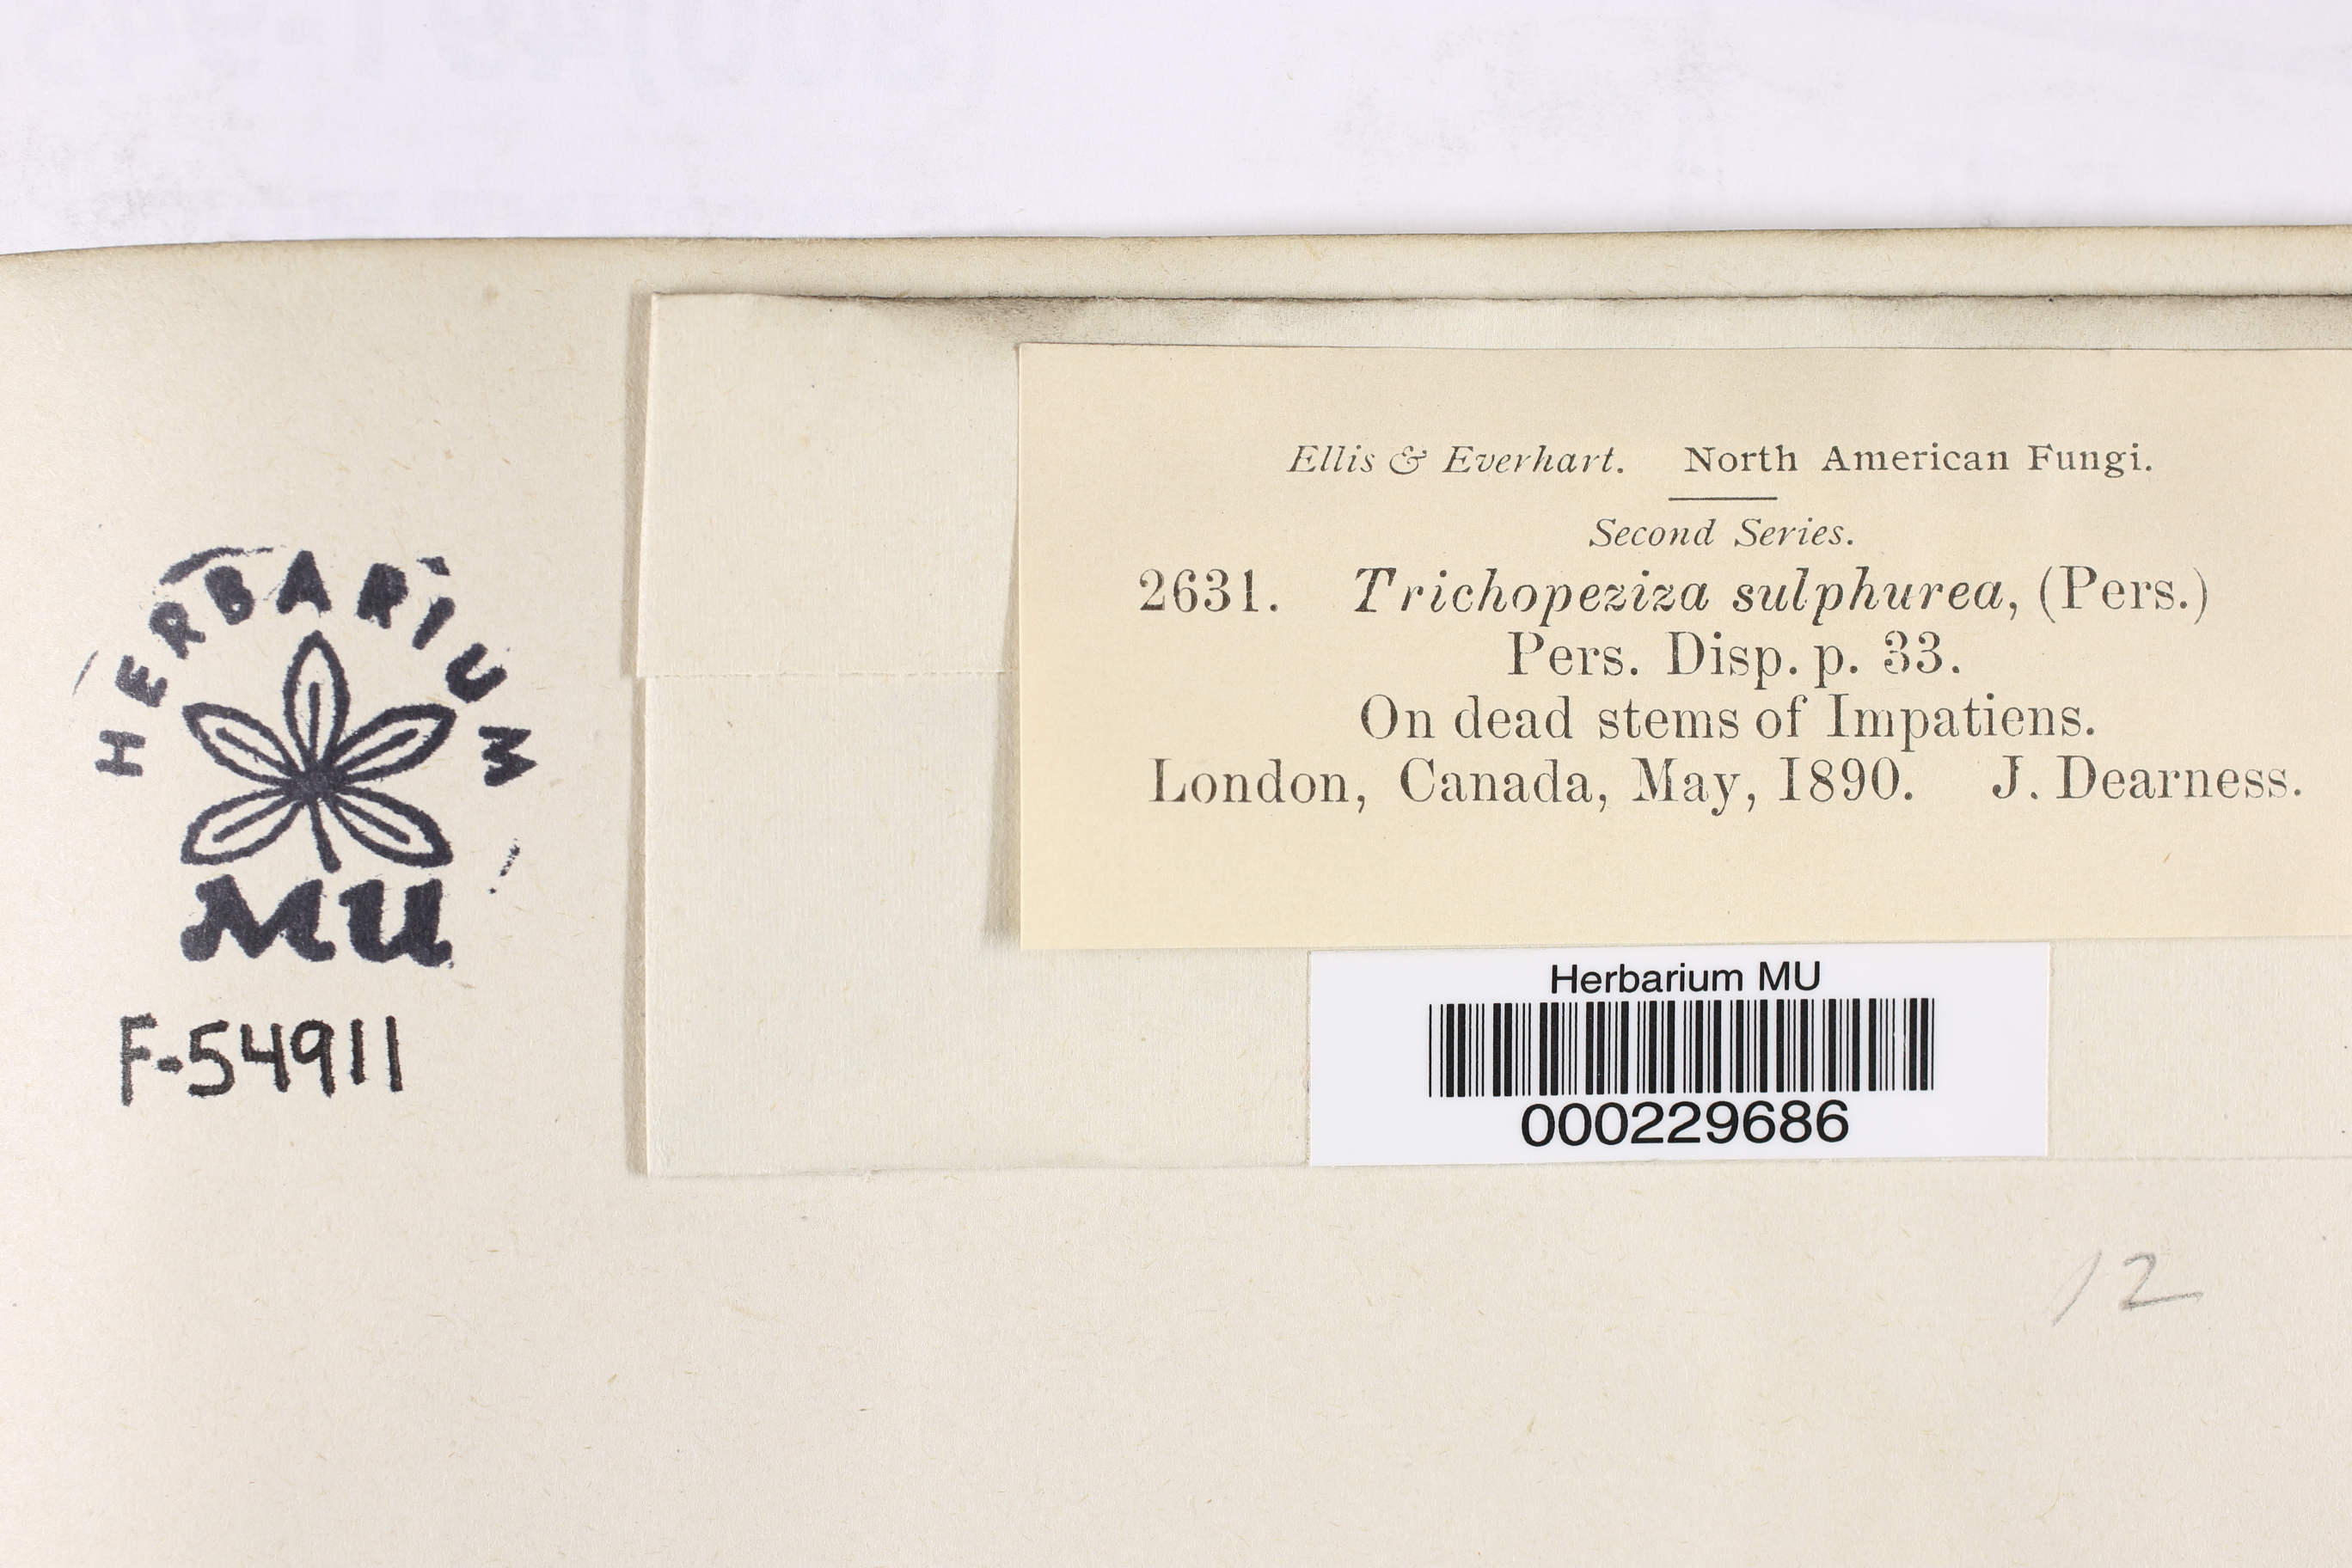 HERBARIUM
MU
F-54911
Ellis & Everhart. North American Fungi.
Second Series.
2631. Trichopeziza sulphurea, (Pers.)
Pers. Disp. p. 33.
On dead stems of Impatiens.
London, Canada, May, 1890. J. Dearness.
Herbarium MU
000229686
12